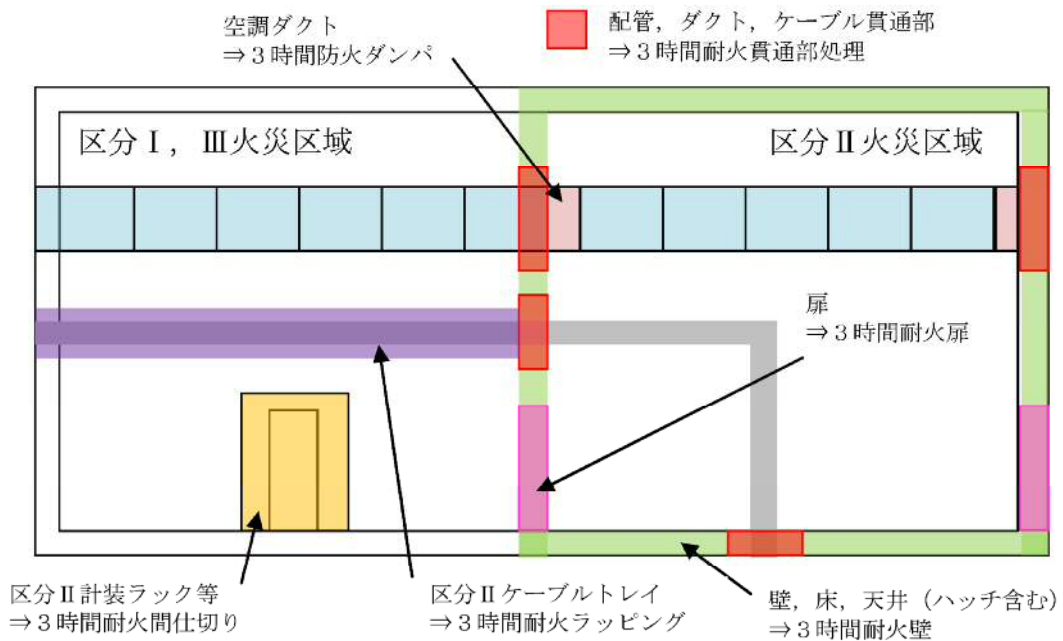 空調ダクト
⇒３時間防火ダンパ
配管，ダクト，ケーブル貫通部
⇒３時間耐火貫通部処理
区分Ⅰ，Ⅲ火災区域
区分Ⅱ火災区域
扉
⇒３時間耐火扉
区分Ⅱ計装ラック等
⇒３時間耐火間仕切り
区分Ⅱケーブルトレイ
⇒３時間耐火ラッピング
壁，床，天井（ハッチ含む）
⇒３時間耐火壁